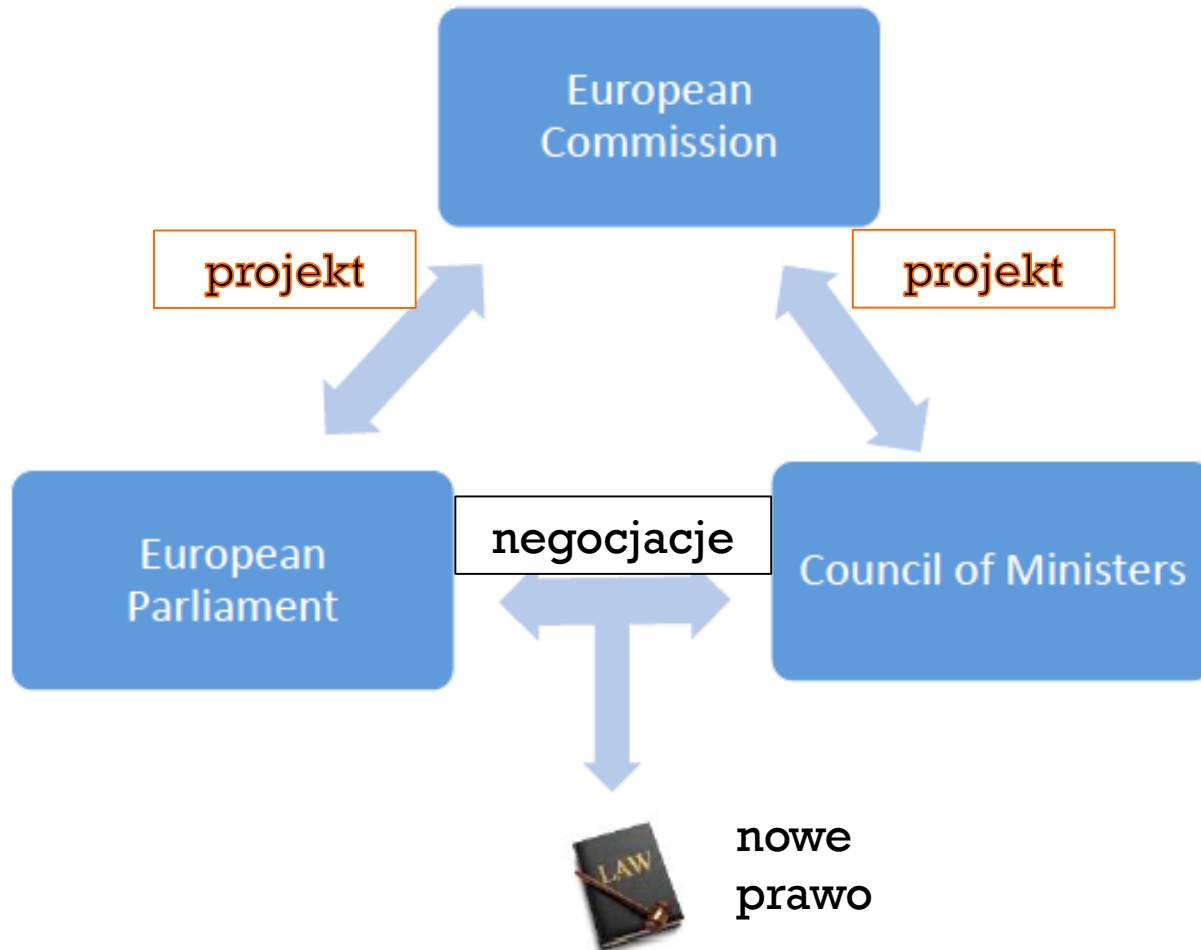 European
Commission
projekt
projekt
negocjacje
European
Parliament
Council of Ministers
LAW
nowe
prawo